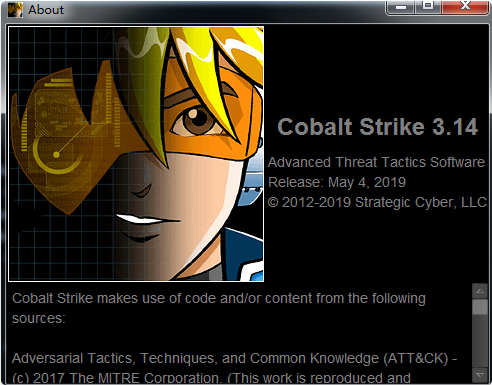 About
Cobalt Strike 3.14
Advanced Threat Tactics Software
Release: May 4, 2019
© 2012-2019 Strategic Cyber, LLC
Cobalt Strike makes use of code and/or content from the following
sources:
Adversarial Tactics, Techniques, and Common Knowledge (ATT&CK) -
(c) 2017 The MITRE Corporation. (This work is reproduced and